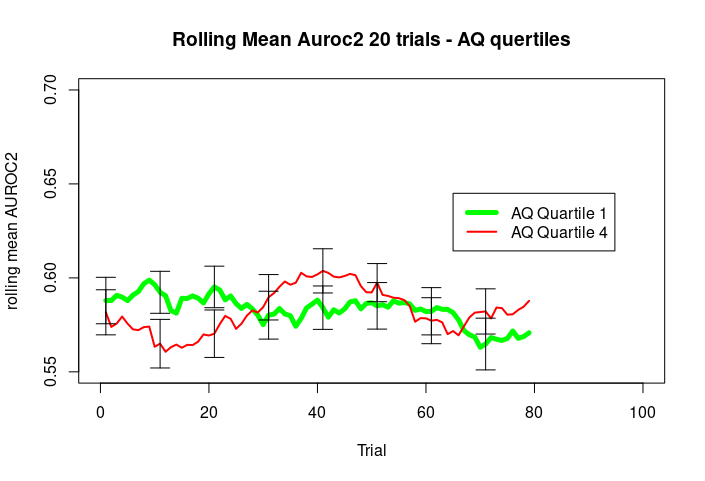 Rolling Mean Auroc2 20 trials - AQ quertiles
rolling mean AUROC2
0.70
0.65
0.60
0.55
AQ Quartile 1
AQ Quartile 4
0 20 40 60 80 100
Trial